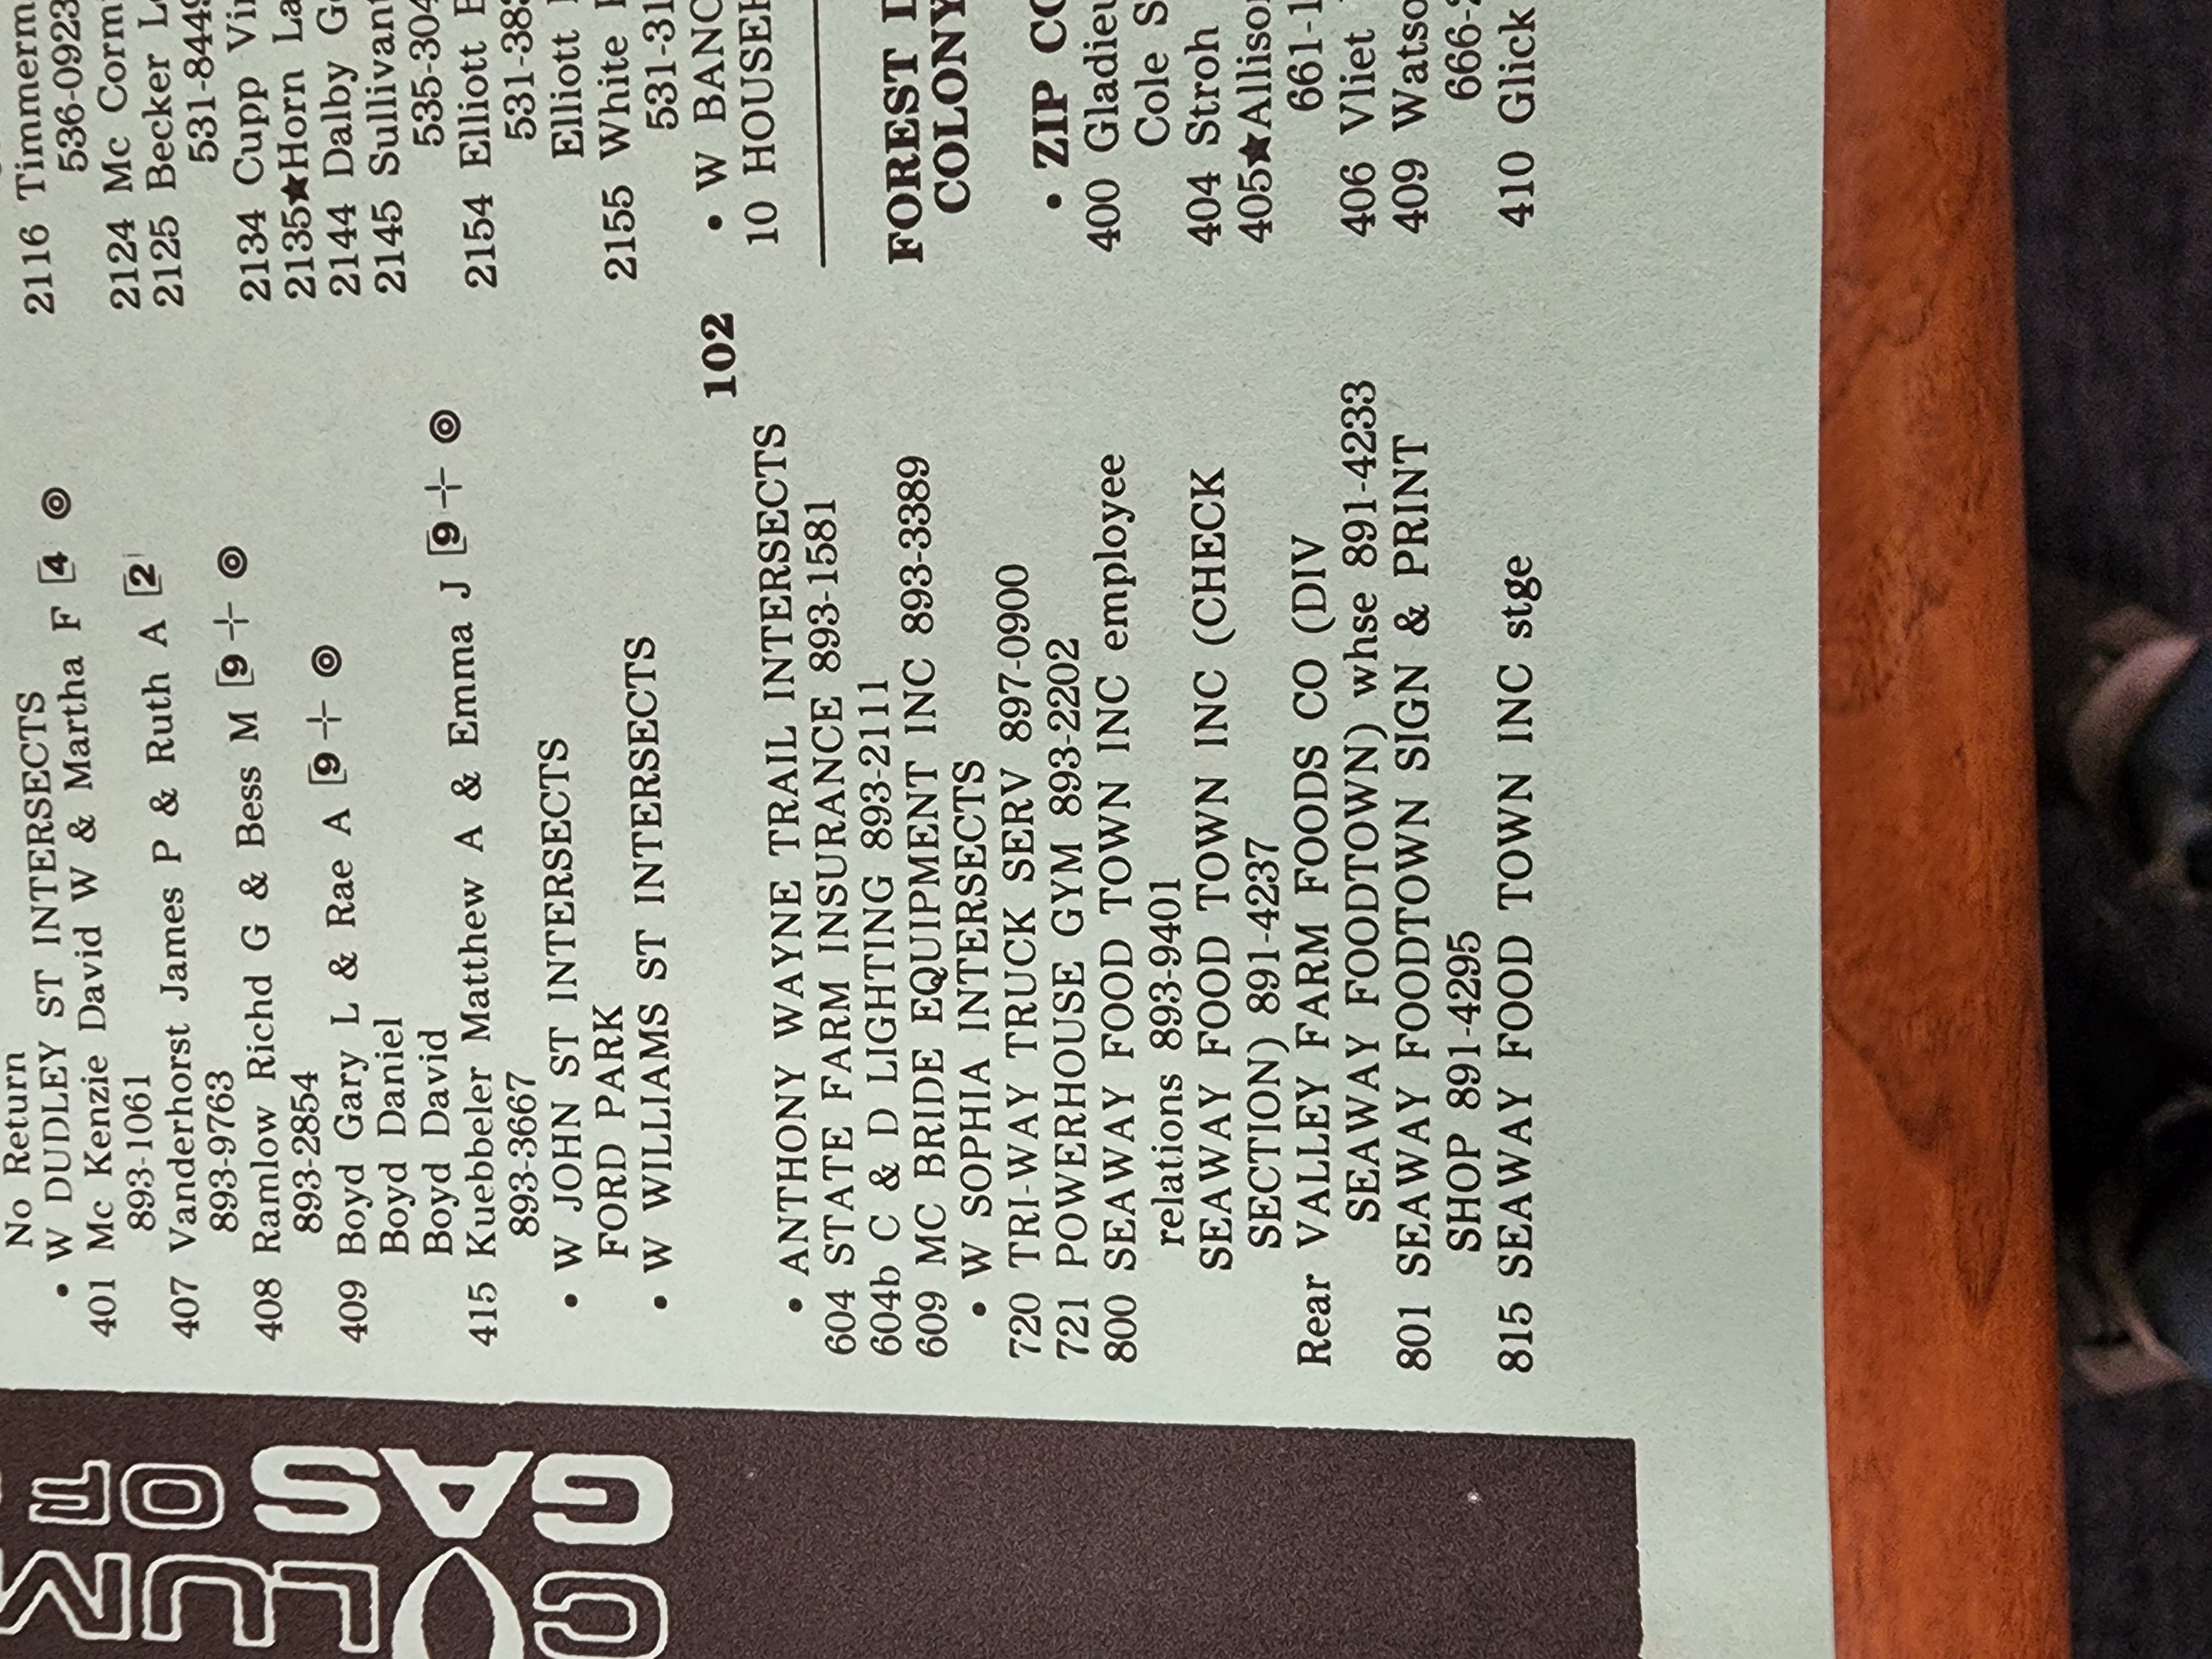 No Return
• W DUDLEY ST INTERSECTS
401 Mc Kenzie David W & Martha F 4 ◎
893-1061
407 Vanderhorst James P & Ruth A 2
893-9763
408 Ramlow Richd G & Bess M 9 + ◎
893-2854
409 Boyd Gary L & Rae A 9 + ◎
Boyd Daniel
Boyd David
415 Kuebbeler Matthew A & Emma J 9 + ◎
893-3667
• W JOHN ST INTERSECTS
FORD PARK
• W WILLIAMS ST INTERSECTS
102
• ANTHONY WAYNE TRAIL INTERSECTS
604 STATE FARM INSURANCE 893-1581
604b C & D LIGHTING 893-2111
609 MC BRIDE EQUIPMENT INC 893-3389
• W SOPHIA INTERSECTS
720 TRI-WAY TRUCK SERV 897-0900
721 POWERHOUSE GYM 893-2202
800 SEAWAY FOOD TOWN INC employee
relations 893-9401
SEAWAY FOOD TOWN INC (CHECK
SECTION) 891-4237
Rear VALLEY FARM FOODS CO (DIV
SEAWAY FOODTOWN) whse 891-4233
801 SEAWAY FOODTOWN SIGN & PRINT
SHOP 891-4295
815 SEAWAY FOOD TOWN INC stge
2116 Timmerm
536-0923
2124 Mc Corm
2125 Becker L
531-844
2134 Cupp Vi
2135★Horn La
2144 Dalby G
2145 Sullivant
535-304
2154 Elliott E
531-383
Elliott
2155 White
531-31
• W BANC
10 HOUSEH
FOREST
COLONY
• ZIP CO
400 Gladieu
Cole S
404 Stroh
405★Allison
661-1
406 Vliet
409 Watso
666-
410 Glick
OF
GAS
LUM
C